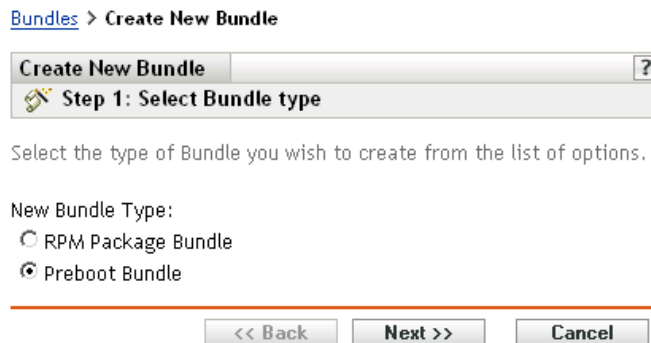 Bundles > Create New Bundle
Create New Bundle
?
Step 1: Select Bundle type
Select the type of Bundle you wish to create from the list of options.
New Bundle Type:
RPM Package Bundle
Preboot Bundle
<< Back Next >> Cancel